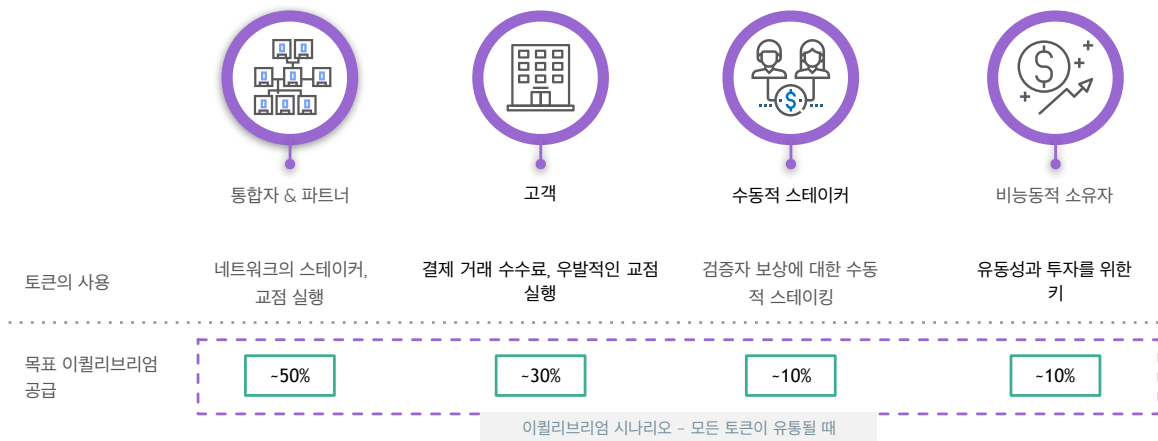 통합자 & 파트너
고객
수동적 스테이커
비능동적 소유자
토큰의 사용
네트워크의 스테이커,
교점 실행
결제 거래 수수료, 우발적인 교점
실행
검증자 보상에 대한 수동
적 스테이킹
유동성과 투자를 위한
키
목표 이퀼리브리엄
공급
~50%
~30%
~10%
~10%
이퀼리브리엄 시나리오 – 모든 토큰이 유통될 때